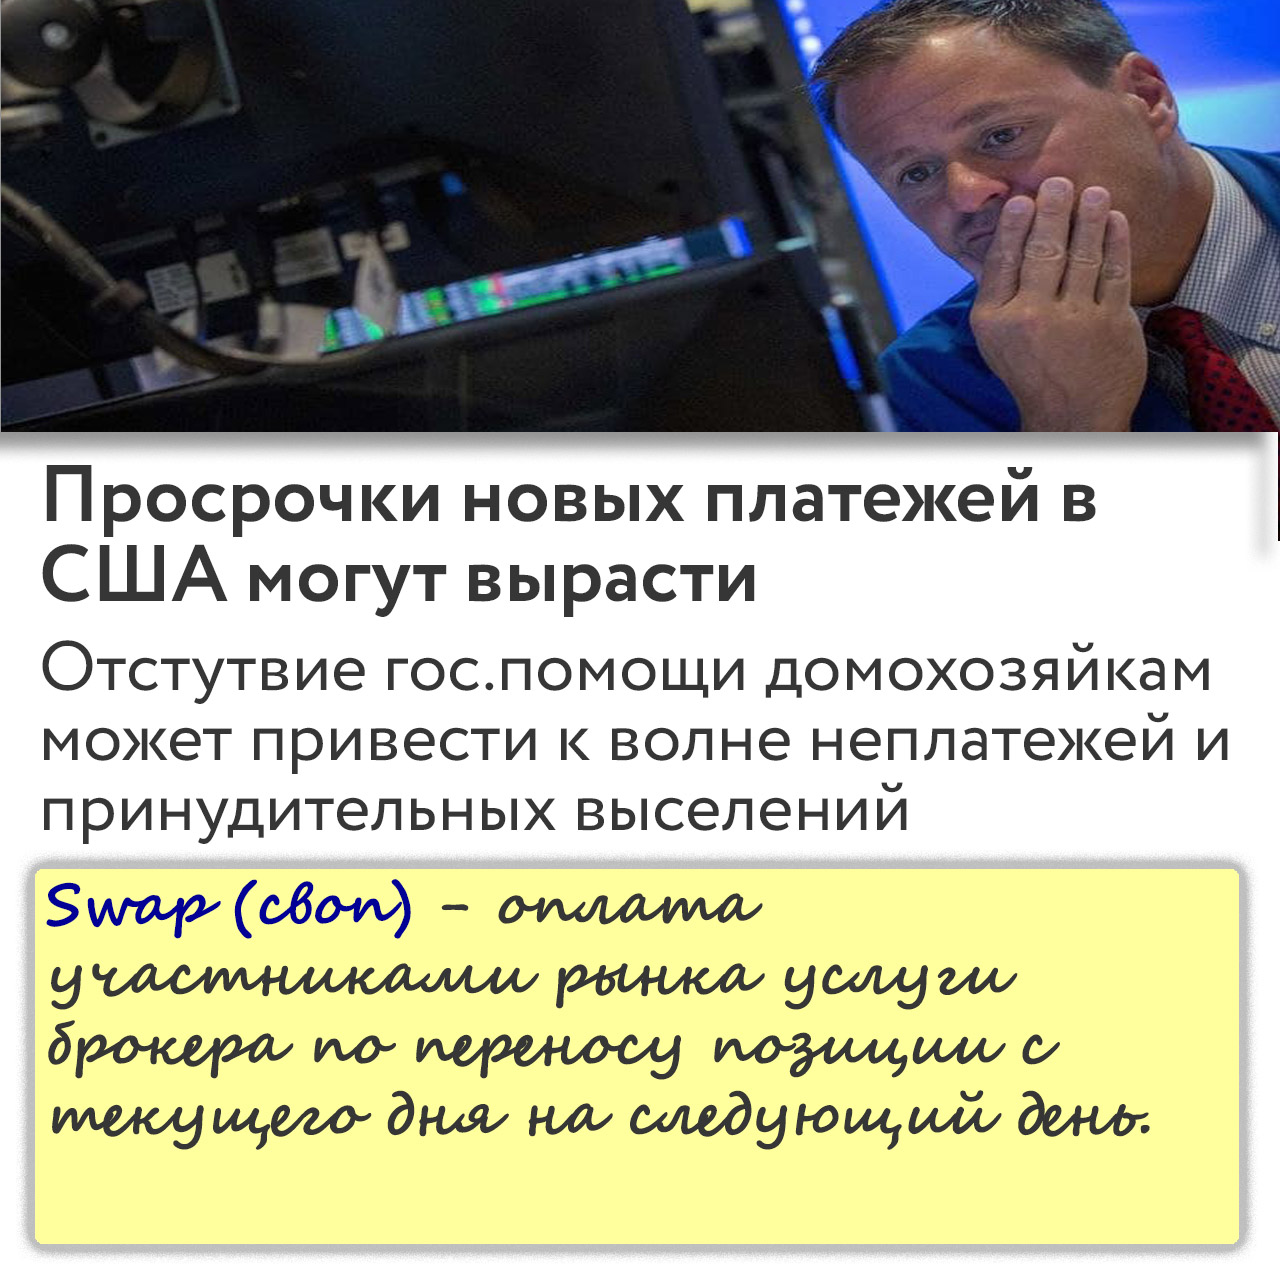 Просрочки новых платежей в
США могут вырасти
Отстутвие гос.помощи домохозяйкам
может привести к волне неплатежей и
принудительных выселений
Swap (своп) – оплата
участниками рынка услуги
брокера по переносу позиции с
текущего дня на следующий день.